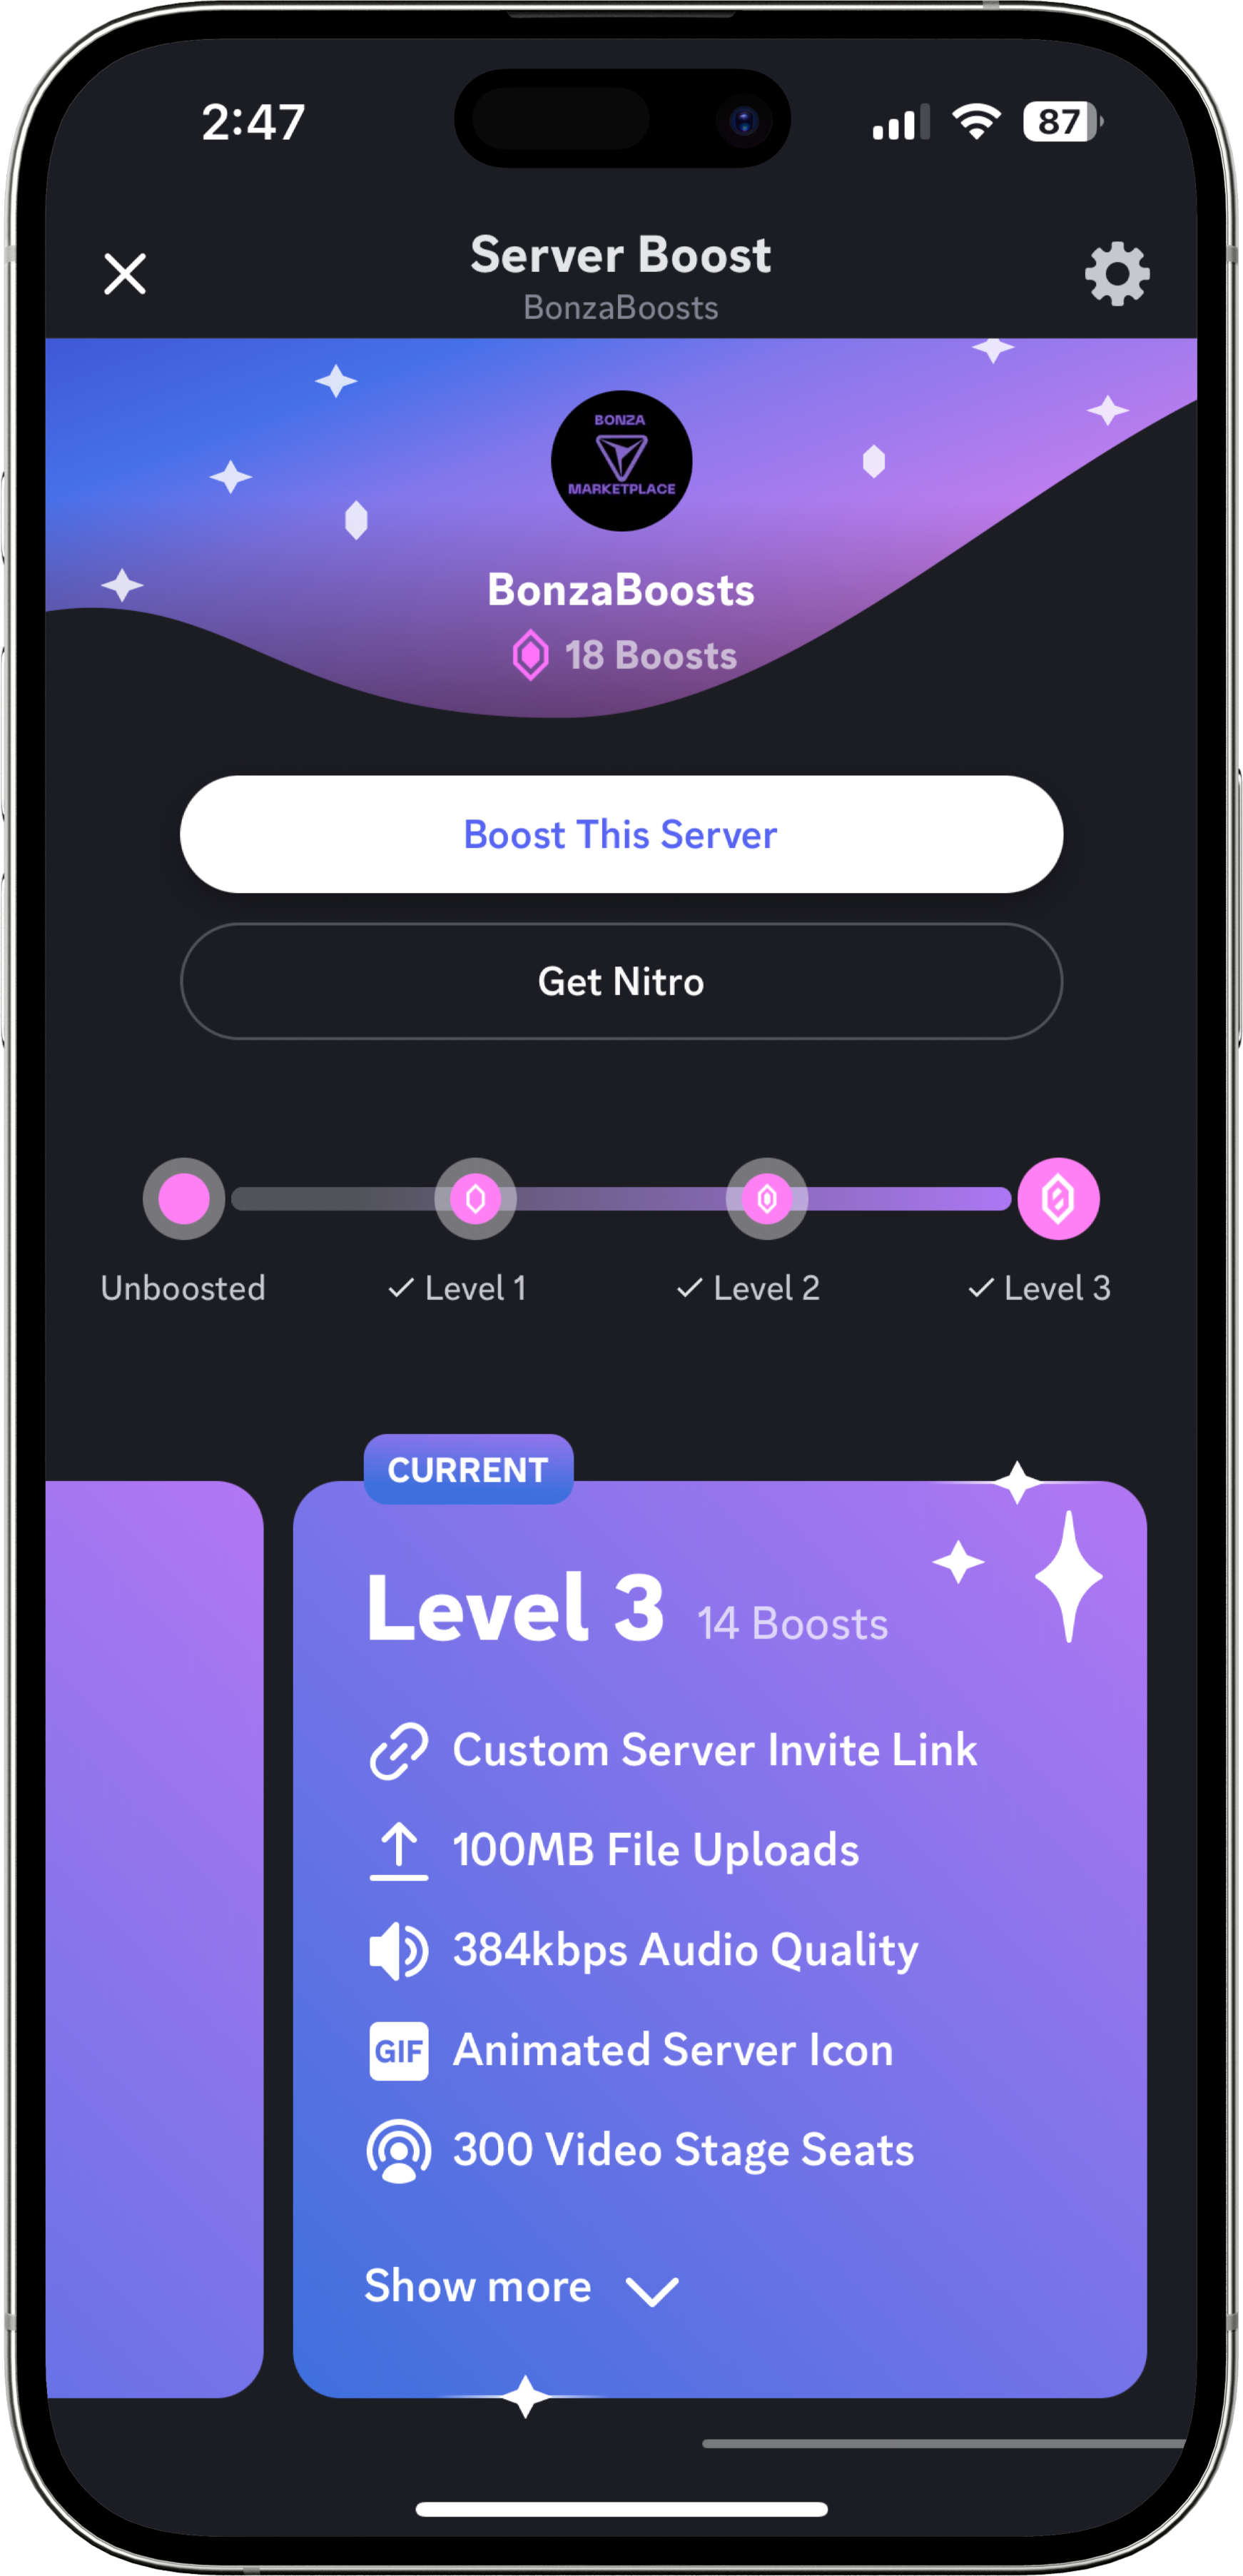 2:47
87
Server Boost
BonzaBoosts
BONZA
MARKETPLACE
BonzaBoosts
18 Boosts
Boost This Server
Get Nitro
Unboosted
Level 1
Level 2
Level 3
CURRENT
Level 3 14 Boosts
Custom Server Invite Link
100MB File Uploads
384kbps Audio Quality
GIF Animated Server Icon
300 Video Stage Seats
Show more